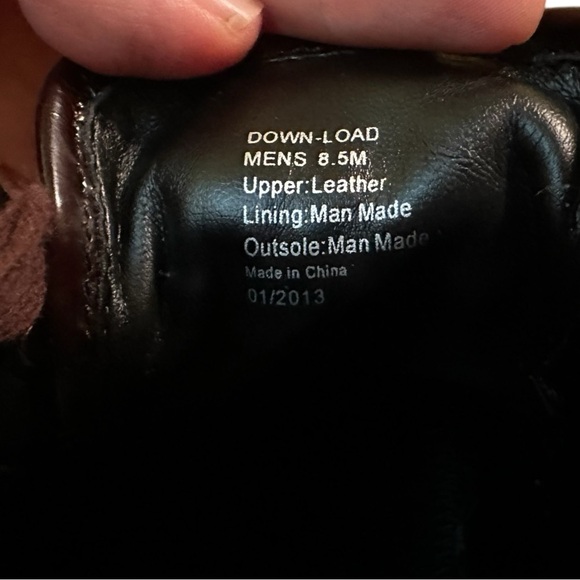 DOWN-LOAD
MENS 8.5M
Upper:Leather
Lining:Man Made
Outsole:Man Made
Made in China
01/2013